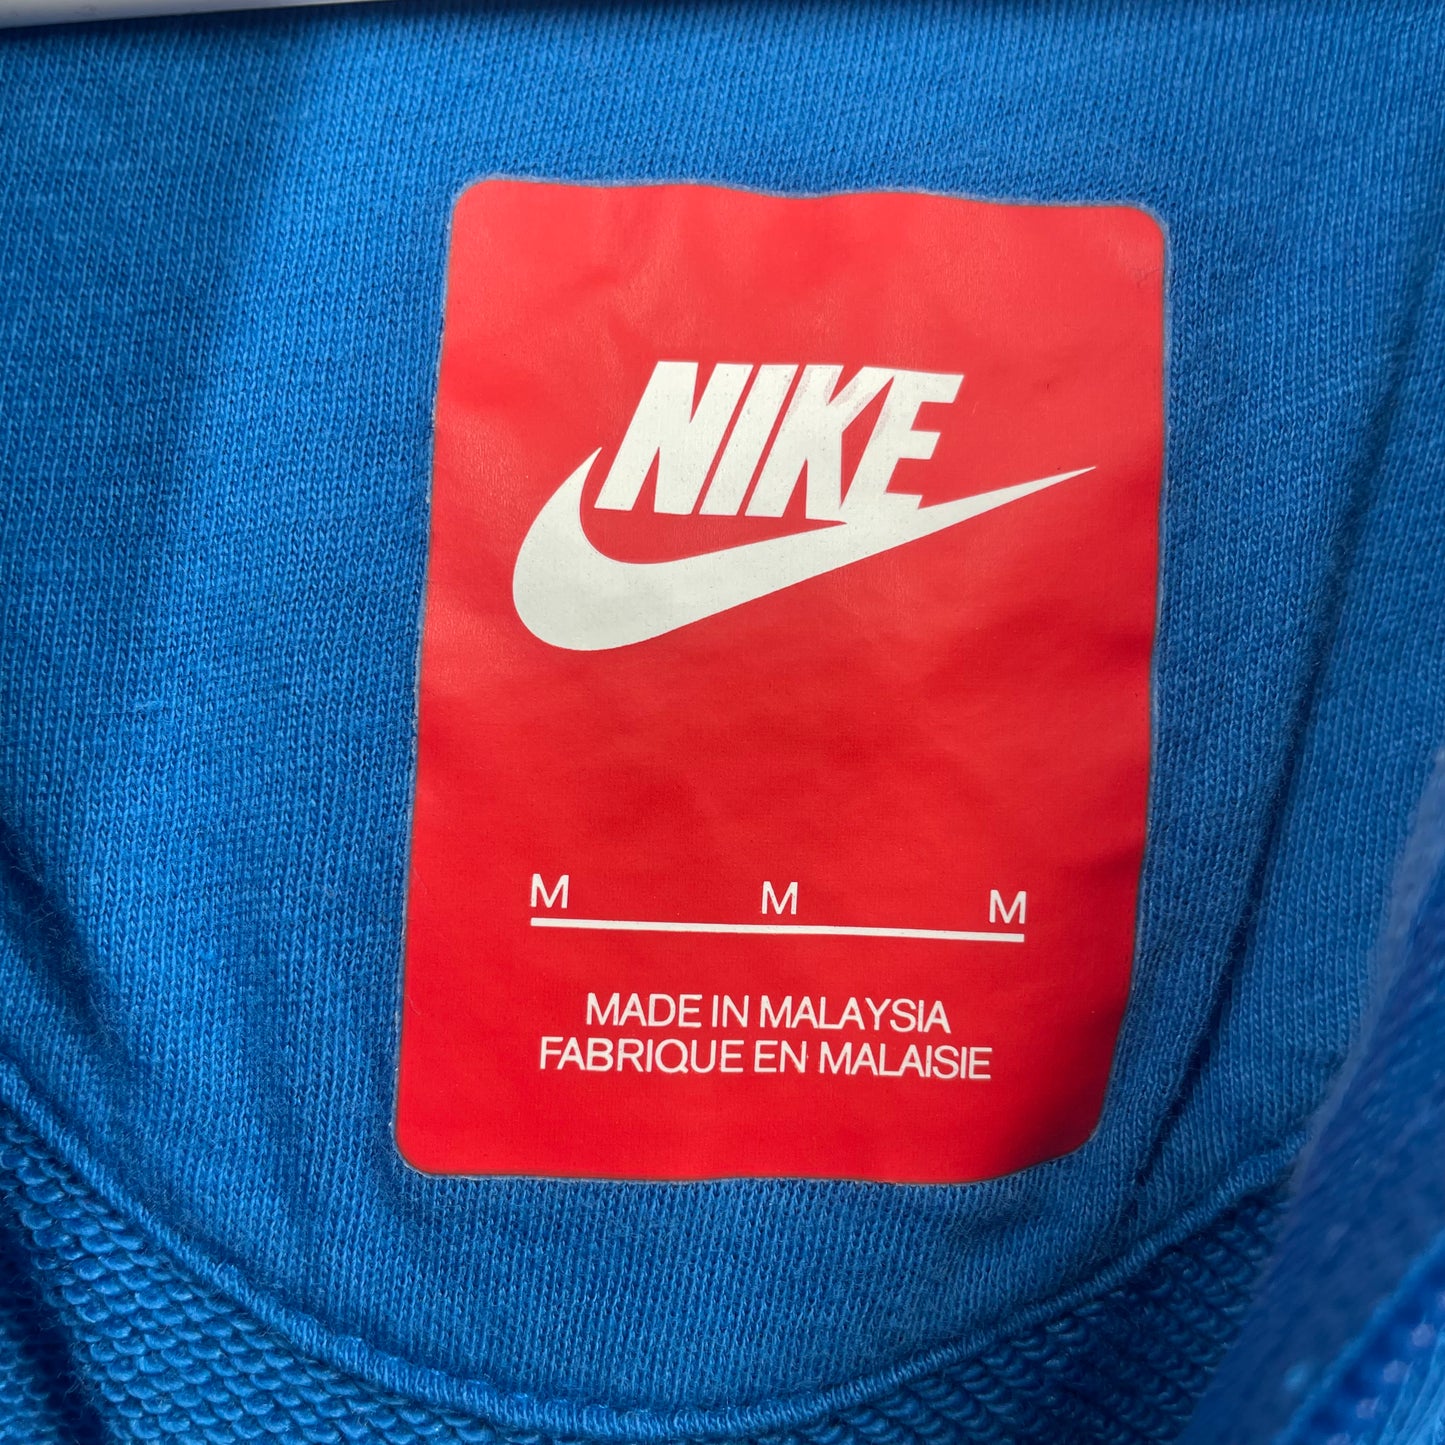 NIKE
M M M
MADE IN MALAYSIA
FABRIQUE EN MALAISIE